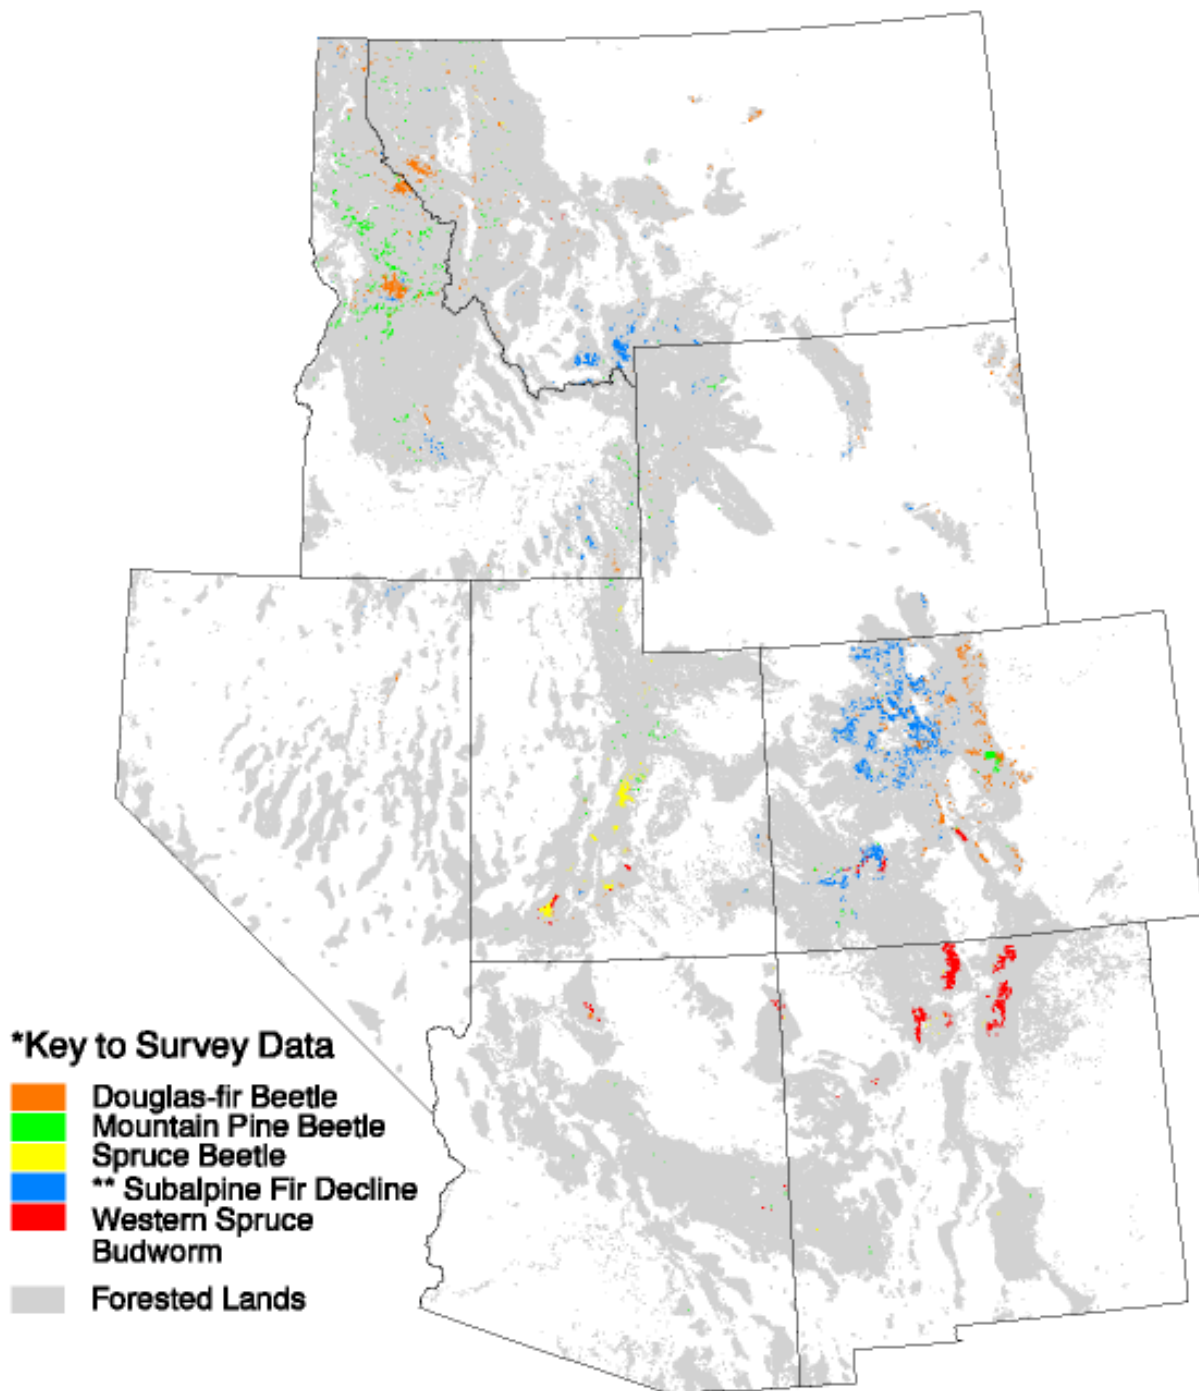 *Key to Survey Data
Douglas-fir Beetle
Mountain Pine Beetle
Spruce Beetle
** Subalpine Fir Decline
Western Spruce
Budworm
Forested Lands